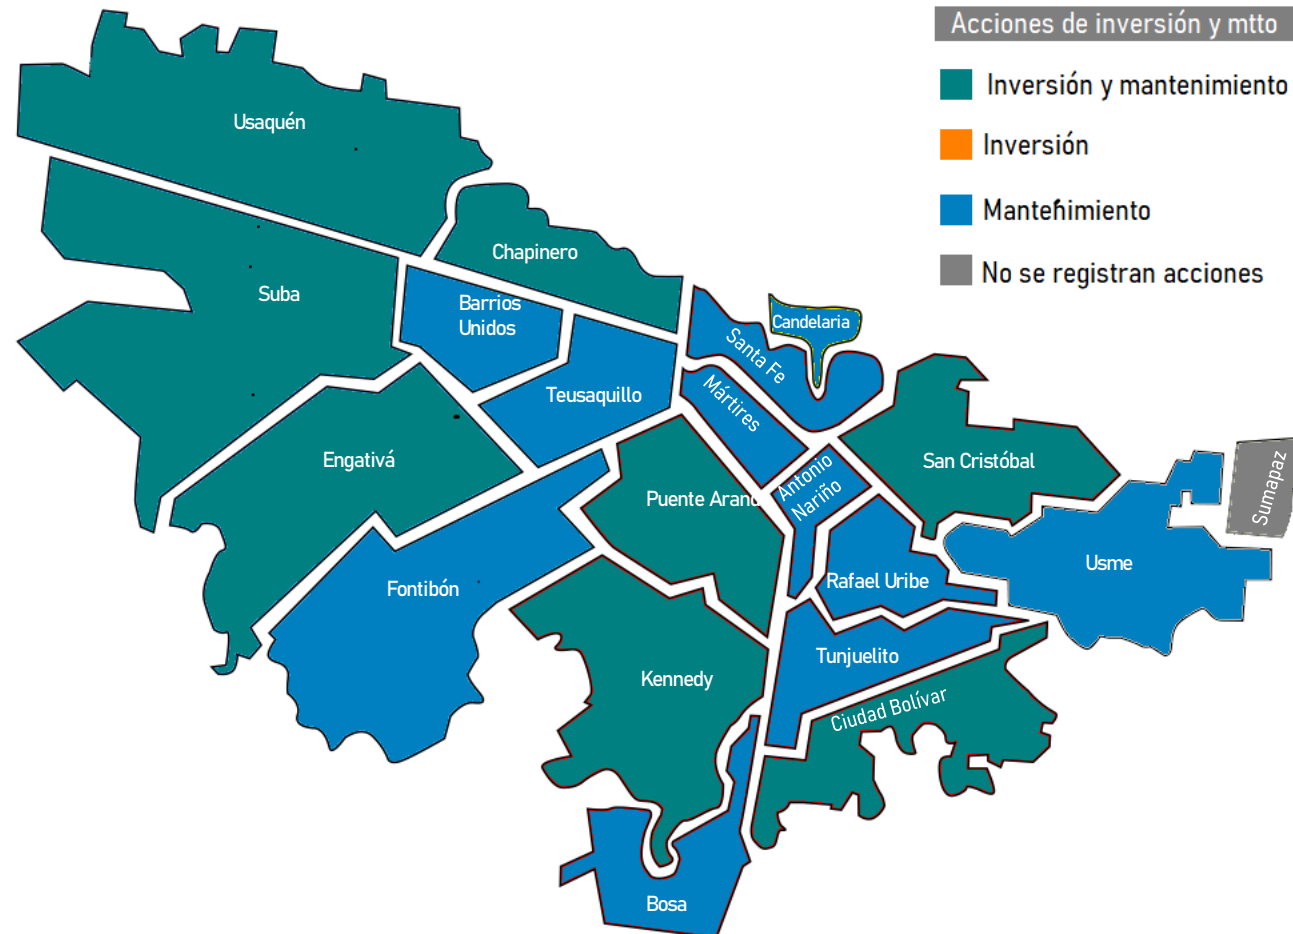 Acciones de inversión y mtto
Inversión y mantenimiento
Inversión
Mantenimiento
No se registran acciones
Usaquén
Chapinero
Suba
Barrios
Unidos
Candelaria
Santa Fe
Teusaquillo
Mártires
Engativá
San Cristóbal
Antonio
Nariño
Puente Aranc
Sumapaz
Usme
Fontibón
Rafael Uribe
Tunjuelito
Kennedy
Ciudad Bolívar
Bosa